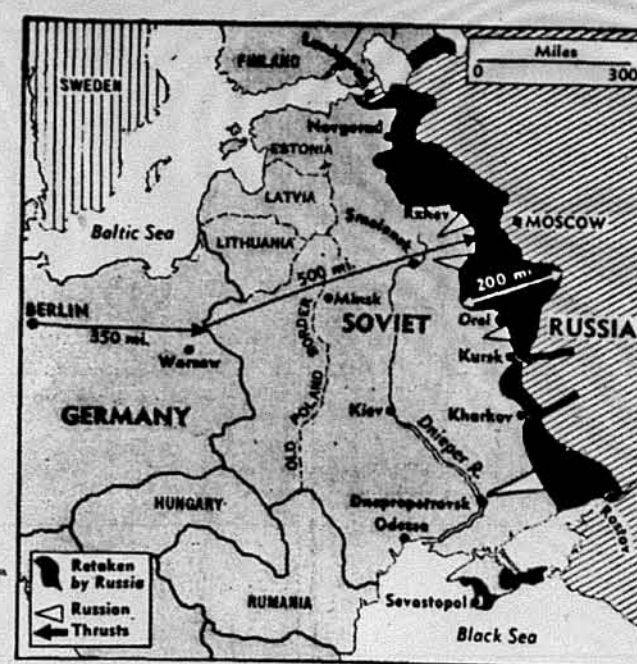 Miles
0 300
FINLAND
SWEDEN
Novgorod
ESTONIA
LATVIA
Rzhev
MOSCOW
Baltic Sea
Smolensk
LITHUANIA
500 mi.
200 mi.
BERLIN
Minsk
350 mi.
SOVIET
Orel
RUSSIA
Warsaw
Kursk
OLD POLAND BORDER
GERMANY
Kiev
Kharkov
Dnieper R.
HUNGARY
Dnepropetrovsk
Odessa
Rostov
Retaken
by Russia
Russian
Thrusts
RUMANIA
Sevastopol
Black Sea